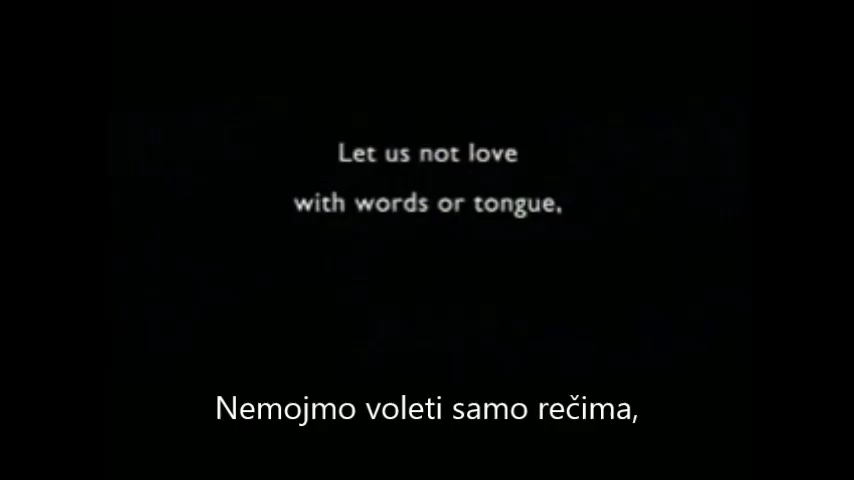 Let us not love
with words or tongue,
Nemojmo voleti samo rečima,